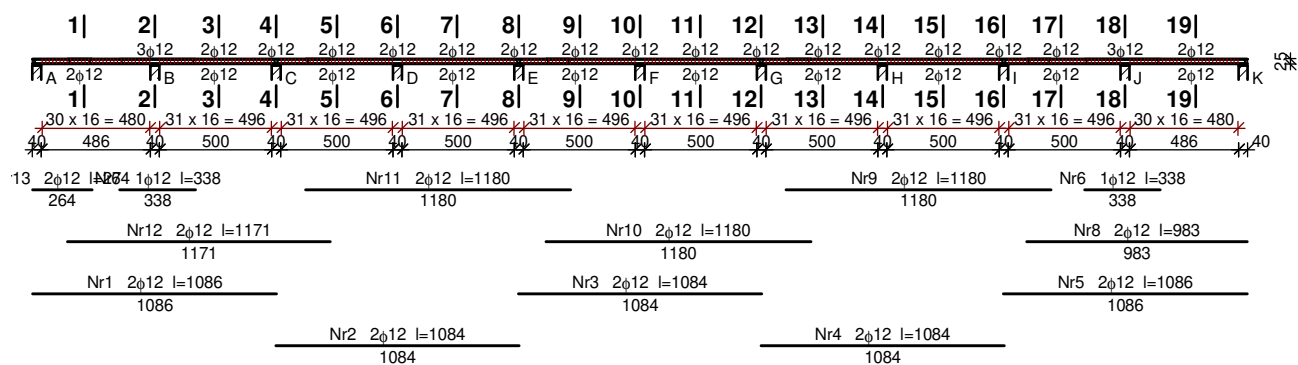 1 2 3 4 5 6 7 8 9 10 11 12 13 14 15 16 17 18 19
3ϕ12 2ϕ12 2ϕ12 2ϕ12 2ϕ12 2ϕ12 2ϕ12 2ϕ12 2ϕ12 2ϕ12 2ϕ12 2ϕ12 2ϕ12 2ϕ12 2ϕ12 2ϕ12 3ϕ12 2ϕ12
25
A 2ϕ12 B 2ϕ12 C 2ϕ12 D 2ϕ12 E 2ϕ12 F 2ϕ12 G 2ϕ12 H 2ϕ12 I 2ϕ12 J 2ϕ12 K
1 2 3 4 5 6 7 8 9 10 11 12 13 14 15 16 17 18 19
30 x 16 = 480 31 x 16 = 496 31 x 16 = 496 31 x 16 = 496 31 x 16 = 496 31 x 16 = 496 31 x 16 = 496 31 x 16 = 496 31 x 16 = 496 30 x 16 = 480
40 486 40 500 40 500 40 500 40 500 40 500 40 500 40 500 40 500 40 486 40
13 2ϕ12 l=264 Nr7 1ϕ12 l=338 Nr11 2ϕ12 l=1180 Nr9 2ϕ12 l=1180 Nr6 1ϕ12 l=338
264 338 1180 1180 338
Nr12 2ϕ12 l=1171 Nr10 2ϕ12 l=1180 Nr8 2ϕ12 l=983
1171 1180 983
Nr1 2ϕ12 l=1086 Nr3 2ϕ12 l=1084 Nr5 2ϕ12 l=1086
1086 1084 1086
Nr2 2ϕ12 l=1084 Nr4 2ϕ12 l=1084
1084 1084